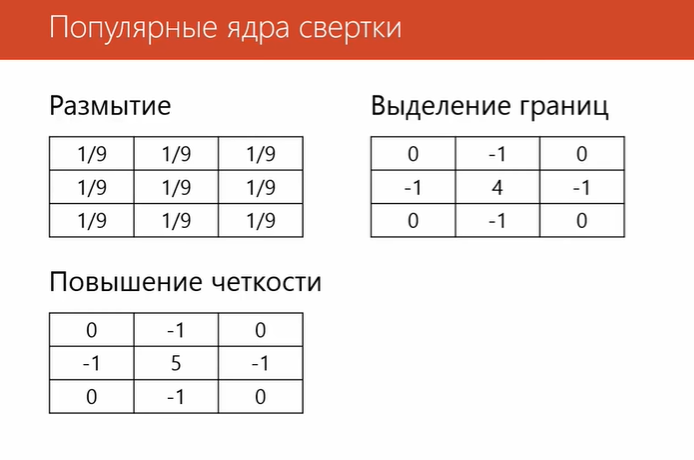 Популярные ядра свертки
Размытие
1/9 1/9 1/9
1/9 1/9 1/9
1/9 1/9 1/9
Выделение границ
0 -1 0
-1 4 -1
0 -1 0
Повышение четкости
0 -1 0
-1 5 -1
0 -1 0